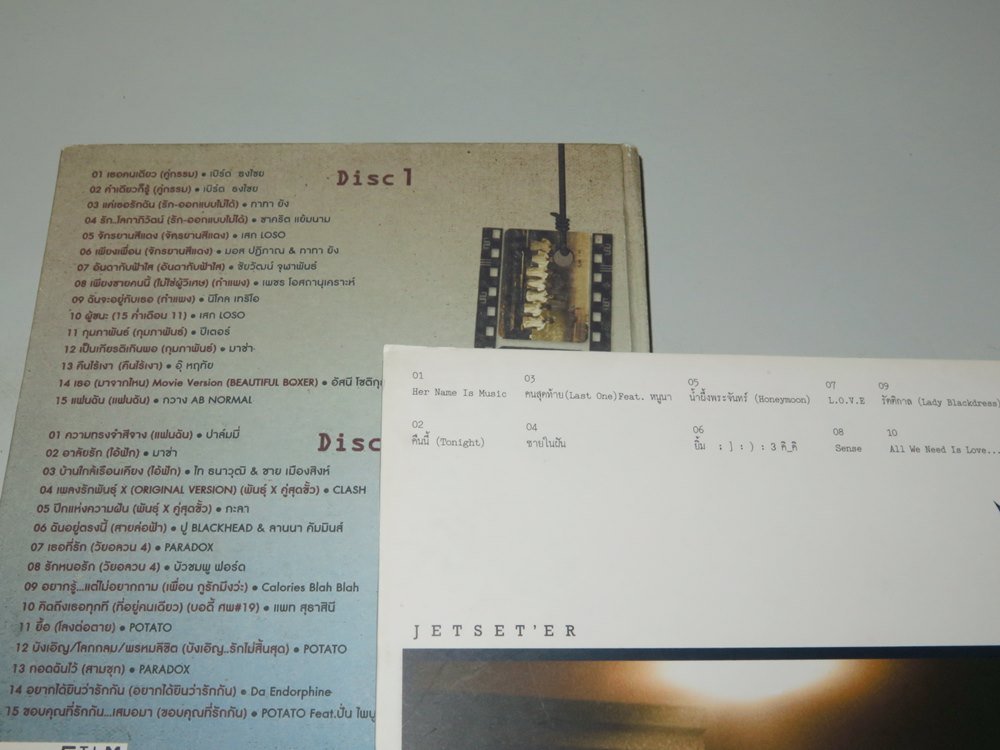 Disc 1
01 เธอคนเดียว (คู่กรรม) • เบิร์ด ธงไชย
02 คำเดียวก็รู้ (คู่กรรม) • เบิร์ด ธงไชย
03 แค่เธอรักฉัน (รัก-ออกแบบไม่ได้) • ทาทา ยัง
04 รัก..โลกาภิวัตน์ (รัก-ออกแบบไม่ได้) • ชาคริต แย้มนาม
05 จักรยานสีแดง (จักรยานสีแดง) • เสก LOSO
06 เพียงเพื่อน (จักรยานสีแดง) • มอส ปฏิภาณ & ทาทา ยัง
07 อันดากับฟ้าใส (อันดากับฟ้าใส) • ชัยวัฒน์ จุฬาพันธ์
08 เพียงชายคนนี้ (ไม่ใช่ผู้วิเศษ) (กำแพง) • เพชร โอสถานุเคราะห์
09 ฉันจะอยู่กับเธอ (กำแพง) • นิโคล เทริโอ
10 ผู้ชนะ (15 ค่ำเดือน 11) • เสก LOSO
11 กุมภาพันธ์ (กุมภาพันธ์) • ปีเตอร์
12 เป็นเกียรติเกินพอ (กุมภาพันธ์) • มาช่า
13 คืนไร้เงา (คืนไร้เงา) • อุ๊ หฤทัย
14 เธอ (มาจากไหน) Movie Version (BEAUTIFUL BOXER) • อัสนี โชติกุ
15 แฟนฉัน (แฟนฉัน) • กวาง AB NORMAL
Disc
01 ความทรงจำสีจาง (แฟนฉัน) • ปาล์มมี่
02 อาลัยรัก (ไอ้ฟัก) • มาช่า
03 บ้านใกล้เรือนเคียง (ไอ้ฟัก) • ไท ธนาวุฒิ & ชาย เมืองสิงห์
04 เพลงรักพันธุ์ X (ORIGINAL VERSION) (พันธุ์ X คู่สุดขั้ว) • CLASH
05 ปีกแห่งความฝัน (พันธุ์ X คู่สุดขั้ว) • กะลา
06 ฉันอยู่ตรงนี้ (สายล่อฟ้า) • ปู BLACKHEAD & ลานนา คัมมินส์
07 เธอที่รัก (วัยอลวน 4) • PARADOX
08 รักหนอรัก (วัยอลวน 4) • บัวชมพู ฟอร์ด
09 อยากรู้...แต่ไม่อยากถาม (เพื่อน กูรักมึงว่ะ) • Calories Blah Blah
10 คิดถึงเธอทุกที (ที่อยู่คนเดียว) (บอดี้ ศพ#19) • แพท สุธาสินี
11 ยื้อ (โลงต่อตาย) • POTATO
12 บังเอิญ/โลกกลม/พรหมลิขิต (บังเอิญ..รักไม่สิ้นสุด) • POTATO
13 กอดฉันไว้ (สามชุก) • PARADOX
14 อยากได้ยินว่ารักกัน (อยากได้ยินว่ารักกัน) • Da Endorphine
15 ขอบคุณที่รักกัน...เสมอมา (ขอบคุณที่รักกัน) • POTATO Feat.ปั่น ไพบู
01
Her Name Is Music
02
คืนนี้ (Tonight)
03
คนสุดท้าย(Last One)Feat. หนูนา
04
ชายในฝัน
05
น้ำผึ้งพระจันทร์ (Honeymoon)
06
ยิ้ม ; ] : ) : 3 คิ_คิ
07
L.O.V.E
08
Sense
09
รัตติกาล (Lady Blackdress)
10
All We Need Is Love...
JETSET'ER